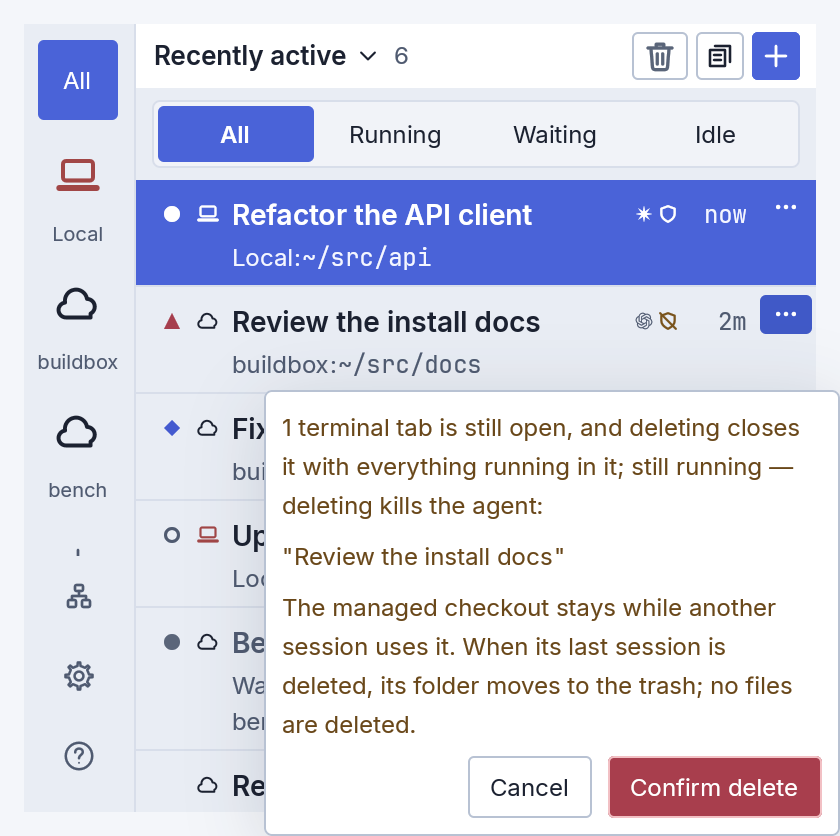 All
Local
buildbox
bench
Recently active 6
All Running Waiting Idle
Refactor the API client now
Local:~/src/api
Review the install docs 2m
buildbox:~/src/docs
1 terminal tab is still open, and deleting closes
it with everything running in it; still running —
deleting kills the agent:
"Review the install docs"
The managed checkout stays while another
session uses it. When its last session is
deleted, its folder moves to the trash; no files
are deleted.
Cancel Confirm delete